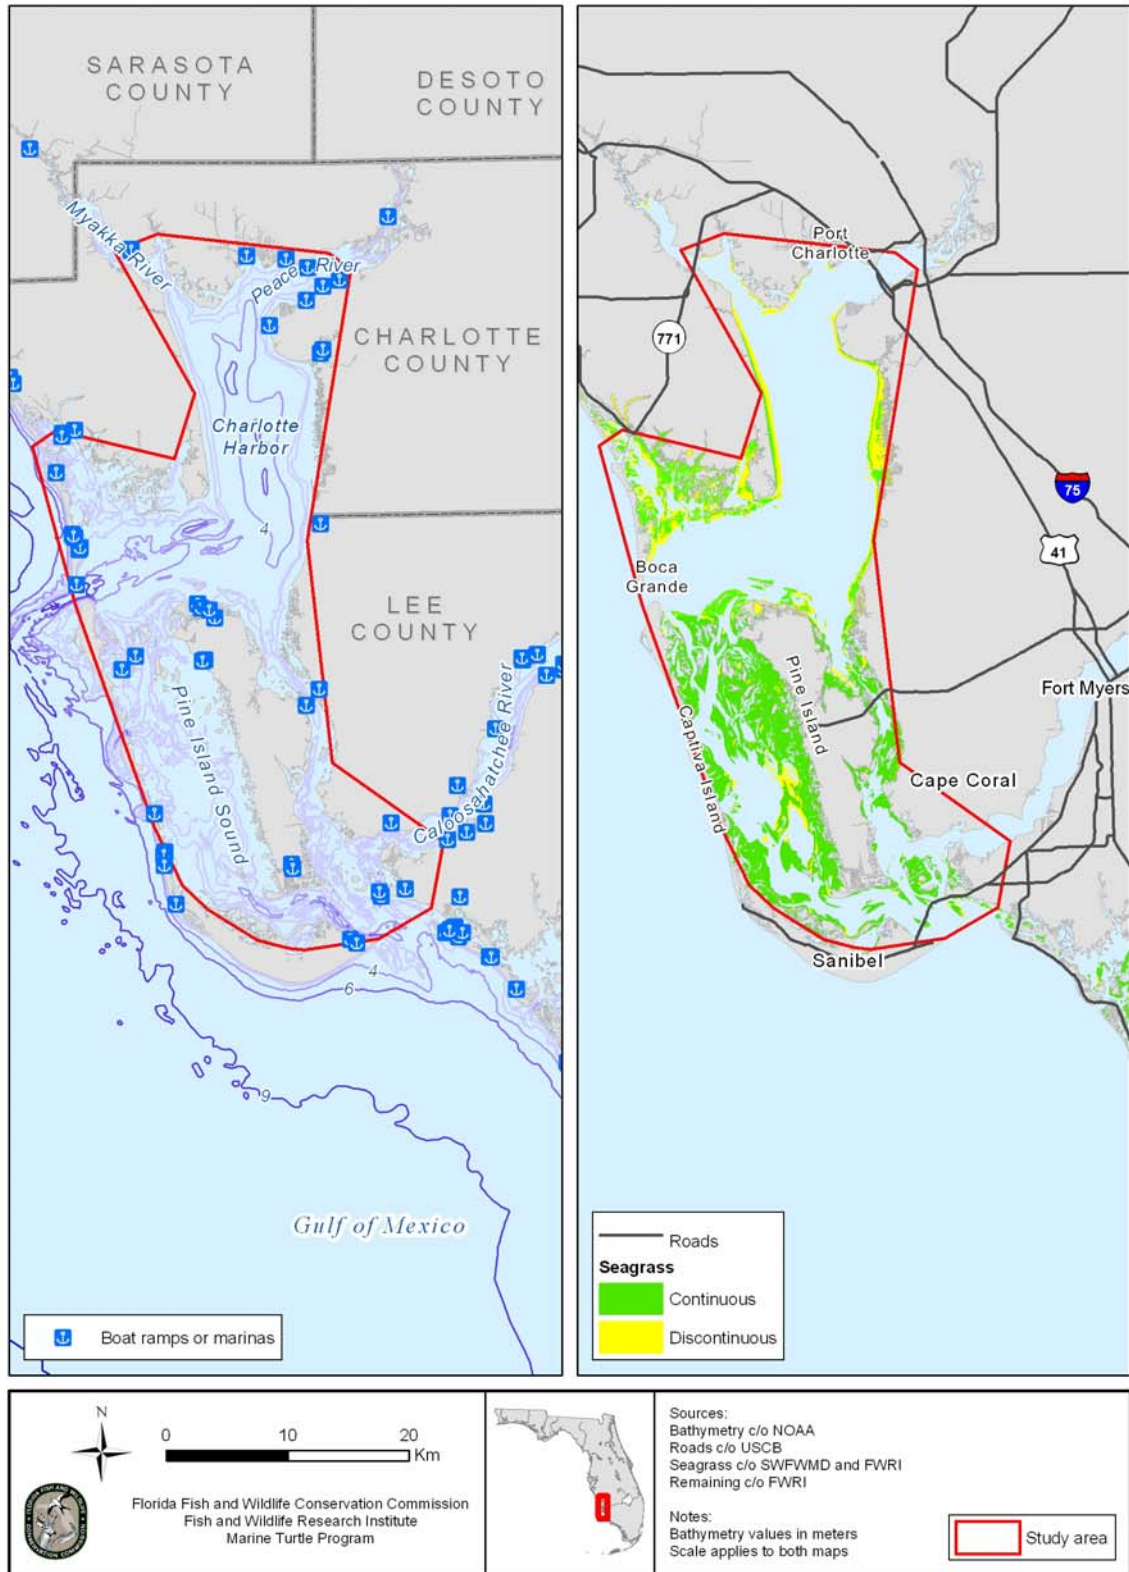 SARASOTA
COUNTY
DESOTO
COUNTY
Myakka River
Peace River
CHARLOTTE
COUNTY
Charlotte
Harbor
4
LEE
COUNTY
Pine Island Sound
Caloosahatchee River
4
6
9
Gulf of Mexico
Boat ramps or marinas
Port
Charlotte
771
75
41
Boca
Grande
Pine Island
Fort Myers
Captiva Island
Cape Coral
Sanibel
Roads
Seagrass
Continuous
Discontinuous
N
0 10 20
Km
Florida Fish and Wildlife Conservation Commission
Fish and Wildlife Research Institute
Marine Turtle Program
Sources:
Bathymetry c/o NOAA
Roads c/o USCB
Seagrass c/o SWFWMD and FWRI
Remaining c/o FWRI
Notes:
Bathymetry values in meters
Scale applies to both maps
Study area